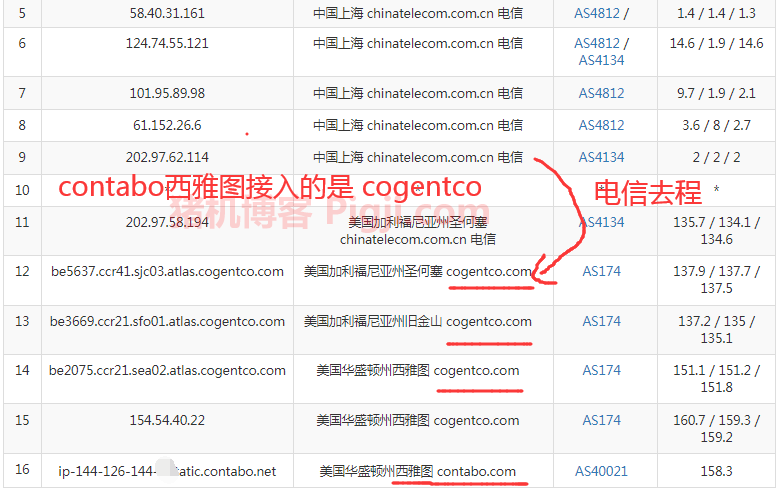 5 58.40.31.161 中国上海 chinatelecom.com.cn 电信 AS4812 / 1.4 / 1.4 / 1.3
6 124.74.55.121 中国上海 chinatelecom.com.cn 电信 AS4812 / 14.6 / 1.9 / 14.6
AS4134
7 101.95.89.98 中国上海 chinatelecom.com.cn 电信 AS4812 9.7 / 1.9 / 2.1
8 61.152.26.6 中国上海 chinatelecom.com.cn 电信 AS4812 3.6 / 8 / 2.7
9 202.97.62.114 中国上海 chinatelecom.com.cn 电信 AS4134 2 / 2 / 2
10 * * * *
contabo西雅图接入的是 cogentco 电信去程
猪机博客 Pigji.com
11 202.97.58.194 美国加利福尼亚州圣何塞 AS4134 135.7 / 134.1 /
chinatelecom.com.cn 电信 134.6
12 be5637.ccr41.sjc03.atlas.cogentco.com 美国加利福尼亚州圣何塞 cogentco.com AS174 137.9 / 137.7 /
137.5
13 be3669.ccr21.sfo01.atlas.cogentco.com 美国加利福尼亚州旧金山 cogentco.com AS174 137.2 / 135 /
135.1
14 be2075.ccr21.sea02.atlas.cogentco.com 美国华盛顿州西雅图 cogentco.com AS174 151.1 / 151.2 /
151.8
15 154.54.40.22 美国华盛顿州西雅图 cogentco.com AS174 160.7 / 159.3 /
159.2
16 ip-144-126-144- tatic.contabo.net 美国华盛顿州西雅图 contabo.com AS40021 158.3